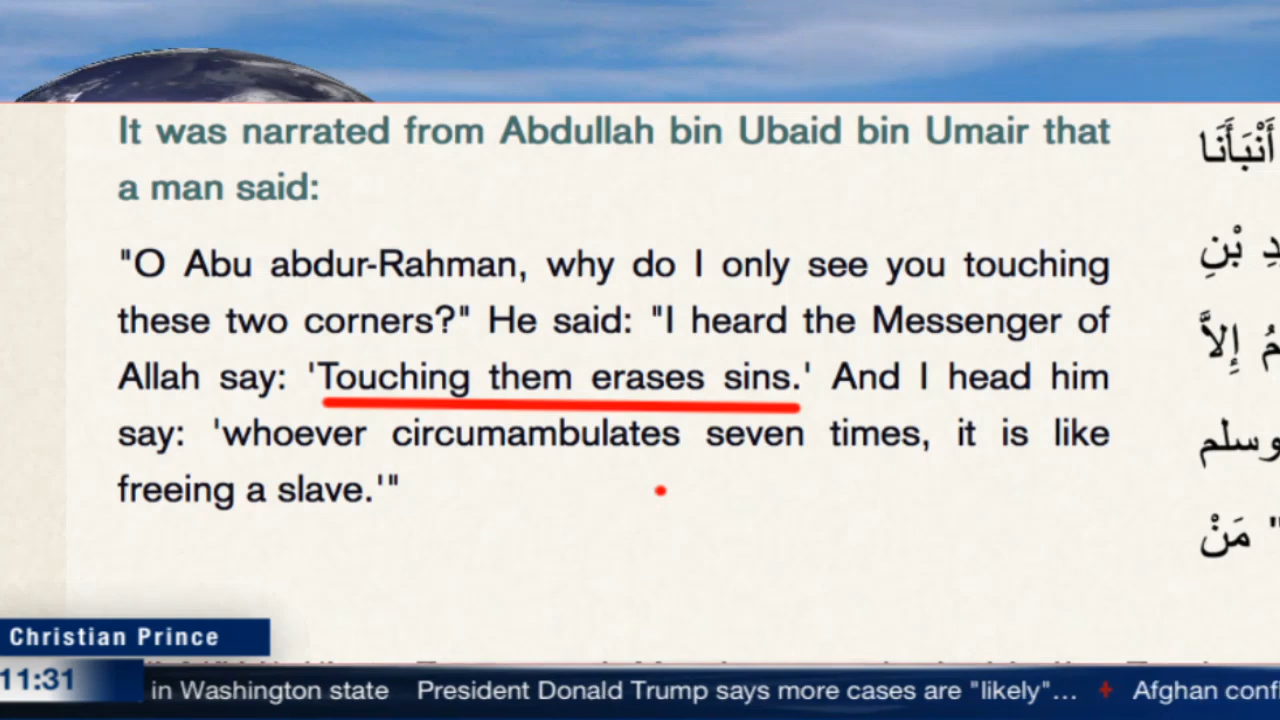 It was narrated from Abdullah bin Ubaid bin Umair that
a man said:
"O Abu abdur-Rahman, why do I only see you touching
these two corners?" He said: "I heard the Messenger of
Allah say: 'Touching them erases sins.' And I head him
say: 'whoever circumambulates seven times, it is like
freeing a slave.'"
أَنْبَأَنَا
دِ بْنِ
مُ إِلاَّ
وسلم
" مَنْ
Christian Prince
11:31
in Washington state President Donald Trump says more cases are "likely"... Afghan confi